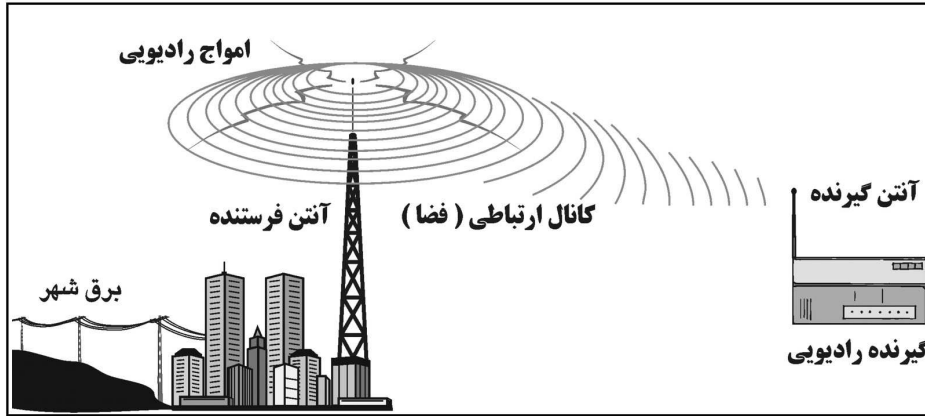 امواج رادیویی
آنتن گیرنده
آنتن فرستنده
کانال ارتباطی ( فضا )
برق شهر
گیرنده رادیویی